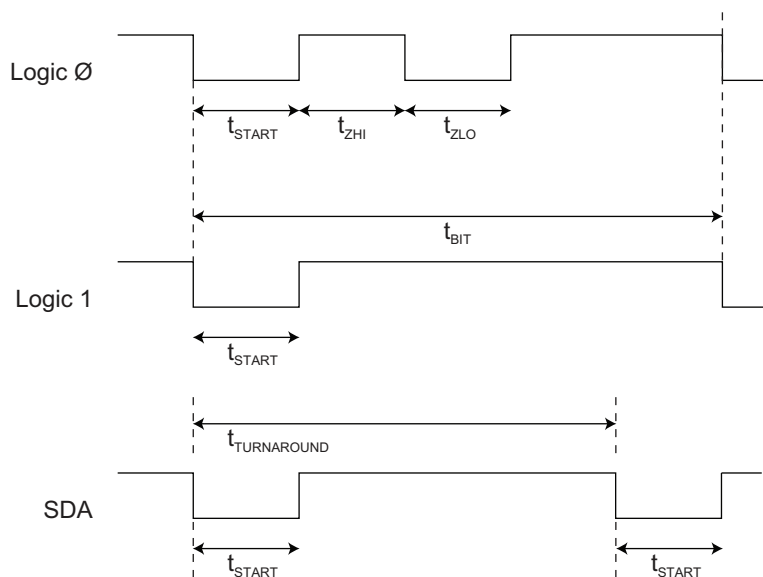 Logic Ø
tSTART tZHI tZLO
tBIT
Logic 1
tSTART
tTURNAROUND
SDA
tSTART tSTART